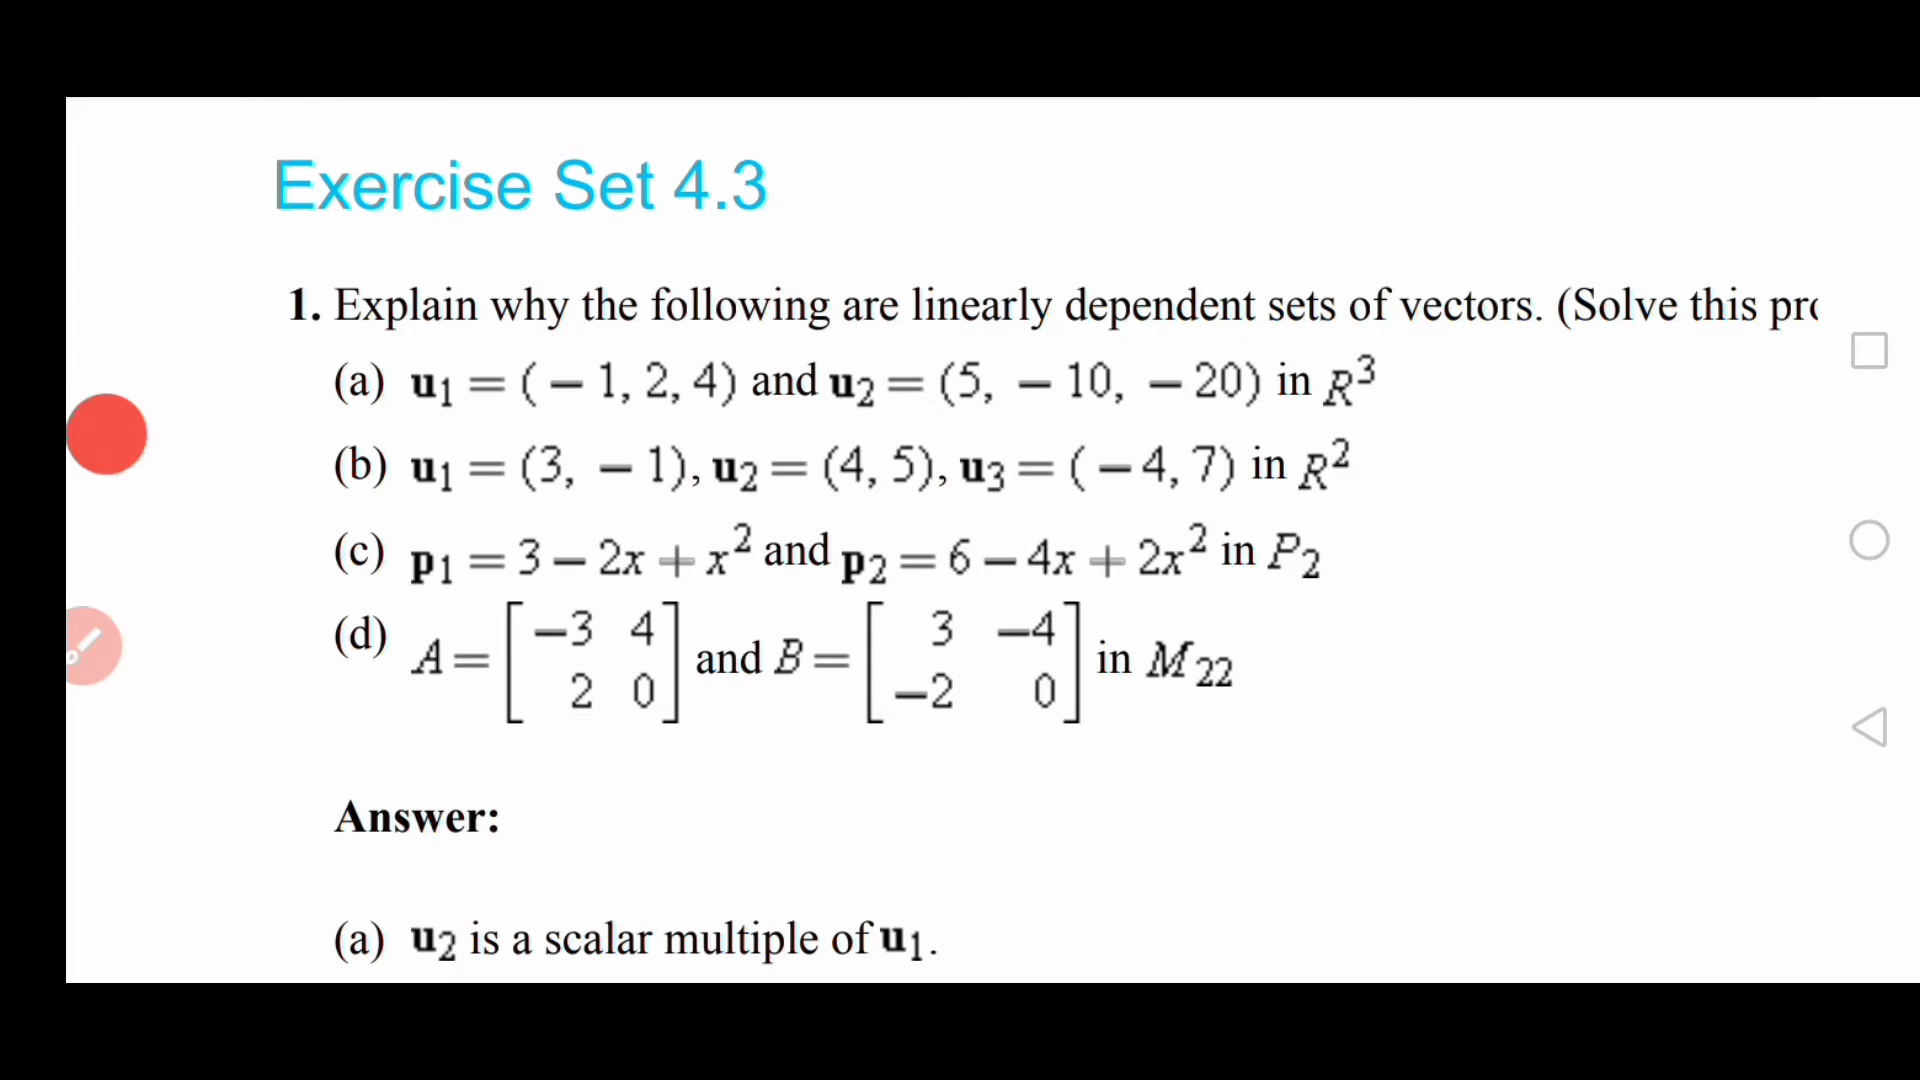 Exercise Set 4.3
1. Explain why the following are linearly dependent sets of vectors. (Solve this
(a) u₁ = (−1, 2, 4) and u₂ = (5, −10, −20) in R³
(b) u₁ = (3, −1), u₂ = (4, 5), u₃ = (−4, 7) in R²
(c) p₁ = 3 − 2x + x² and p₂ = 6 − 4x + 2x² in P₂
(d) A = [−3 4; 2 0] and B = [3 −4; −2 0] in M₂₂
Answer:
(a) u₂ is a scalar multiple of u₁.